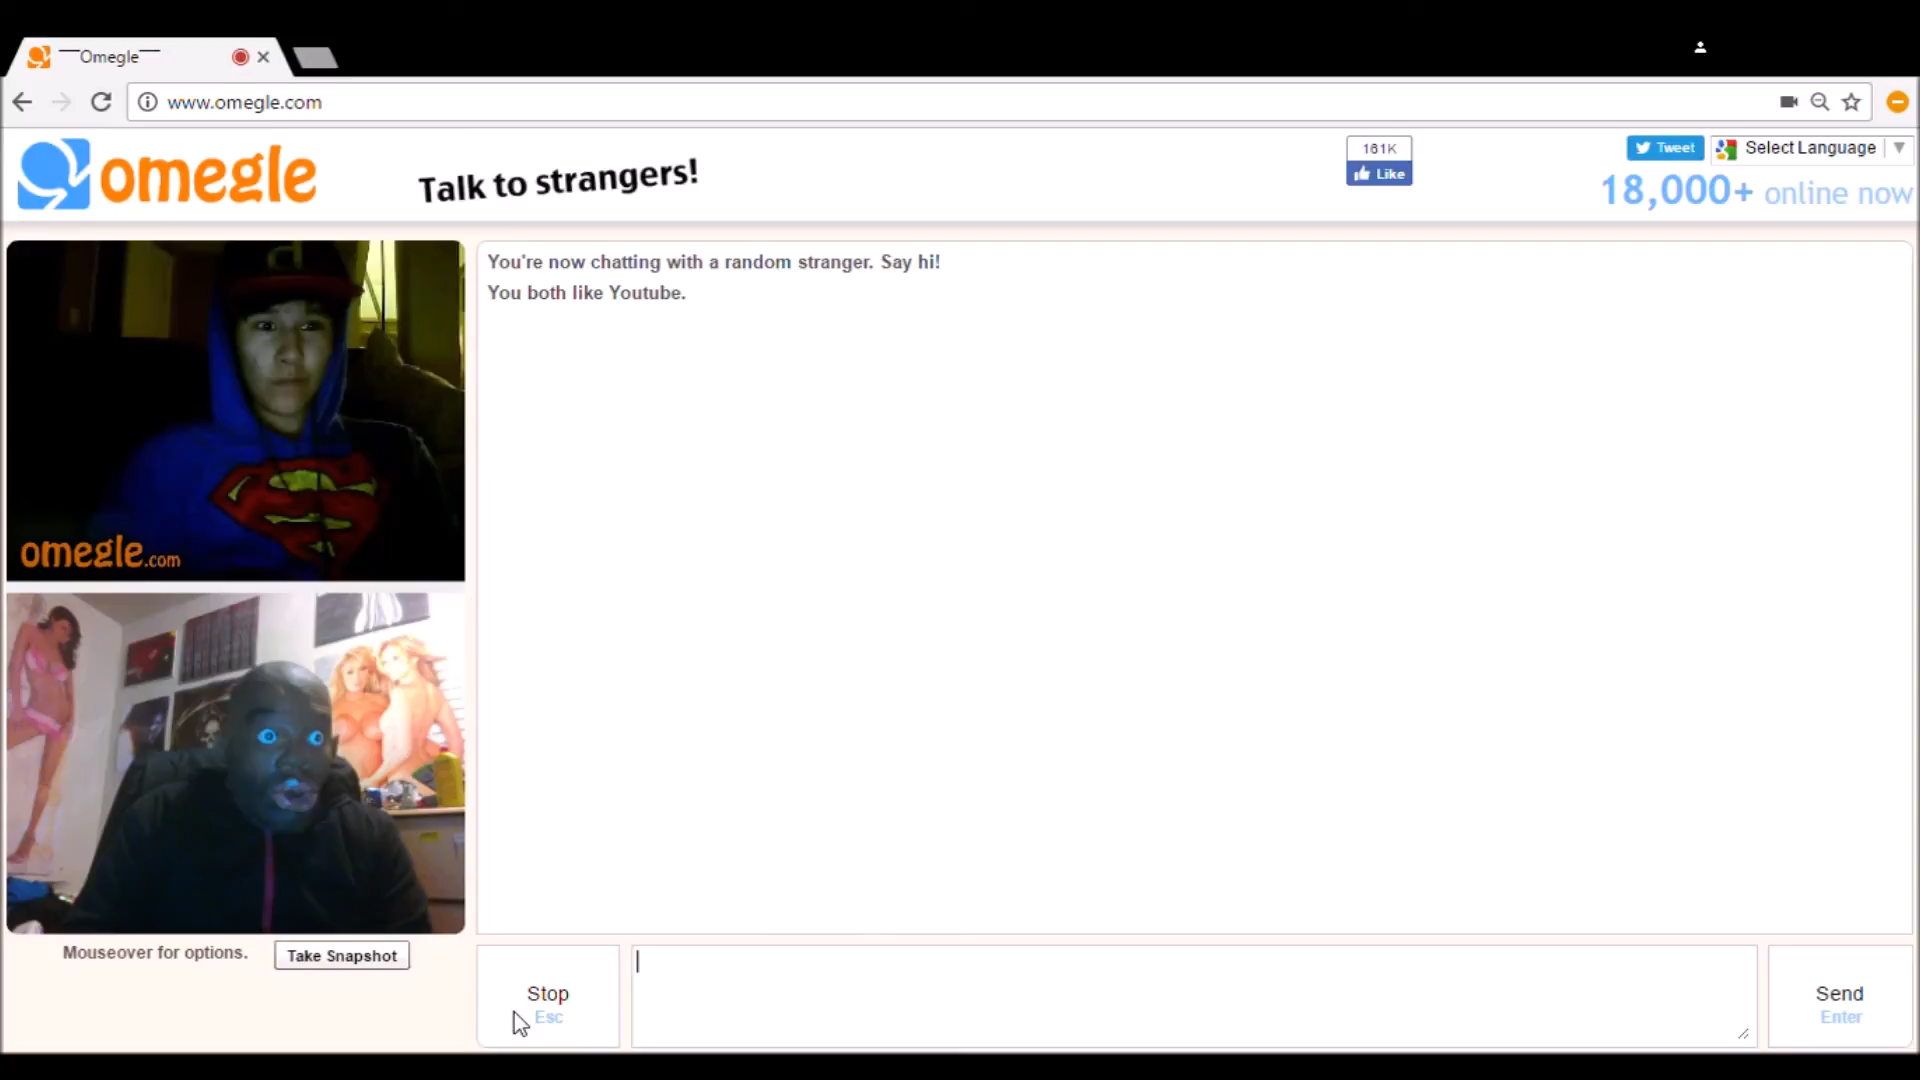 Omegle
www.omegle.com
omegle
Talk to strangers!
161K
Like
Tweet
Select Language
18,000+ online now
You're now chatting with a random stranger. Say hi!
You both like Youtube.
omegle.com
Mouseover for options.
Take Snapshot
Stop
Esc
Send
Enter